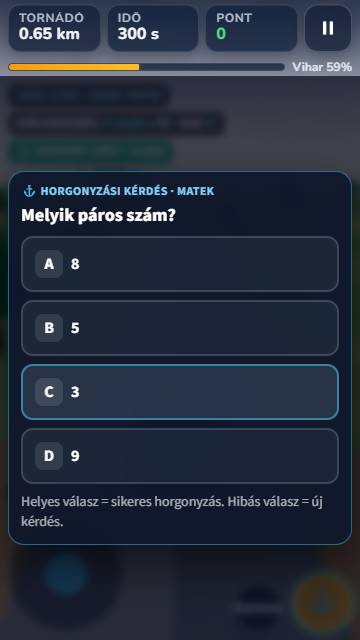 TORNÁDÓ
0.65 km
IDŐ
300 s
PONT
0
Vihar 59%
HORGONYZÁSI KÉRDÉS · MATEK
Melyik páros szám?
A 8
B 5
C 3
D 9
Helyes válasz = sikeres horgonyzás. Hibás válasz = új
kérdés.